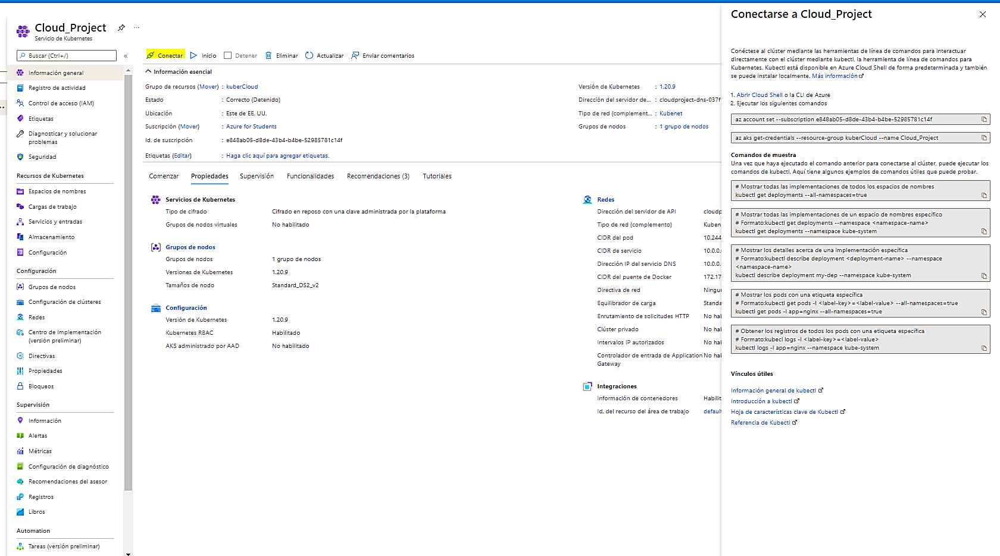 Cloud_Project
Servicio de Kubernetes
Buscar (Ctrl+/)
Información general
Registro de actividad
Control de acceso (IAM)
Etiquetas
Diagnosticar y solucionar
problemas
Seguridad
Recursos de Kubernetes
Espacios de nombres
Cargas de trabajo
Servicios y entradas
Almacenamiento
Configuración
Configuración
Grupos de nodos
Configuración de clústeres
Redes
Centro de implementación
(versión preliminar)
Directivas
Propiedades
Bloqueos
Supervisión
Información
Alertas
Métricas
Configuración de diagnóstico
Recomendaciones del asesor
Registros
Libros
Automation
Tareas (versión preliminar)
Conectar Inicio Detener Eliminar Actualizar Enviar comentarios
Información esencial
Grupo de recursos (Mover) : kuberCloud
Estado : Correcto (Detenido)
Ubicación : Este de EE. UU.
Suscripción (Mover) : Azure for Students
Id. de suscripción : e848ab05-d8de-43b4-b4be-52985781c14f
Etiquetas (Editar) : Haga clic aquí para agregar etiquetas.
Versión de Kubernetes : 1.20.9
Dirección del servidor de... : cloudproject-dns-037f
Tipo de red (complement... : Kubenet
Grupos de nodos : 1 grupo de nodos
Comenzar Propiedades Supervisión Funcionalidades Recomendaciones (3) Tutoriales
Servicios de Kubernetes
Tipo de cifrado Cifrado en reposo con una clave administrada por la plataforma
Grupos de nodos virtuales No habilitado
Grupos de nodos
Grupos de nodos 1 grupo de nodos
Versiones de Kubernetes 1.20.9
Tamaños de nodo Standard_DS2_v2
Configuración
Versión de Kubernetes 1.20.9
Kubernetes RBAC Habilitado
AKS administrado por AAD No habilitado
Redes
Dirección del servidor de API cloudp
Tipo de red (complemento) Kuben
CIDR del pod 10.244
CIDR de servicio 10.0.0.
Dirección IP del servicio DNS 10.0.0.
CIDR del puente de Docker 172.17
Directiva de red Ningu
Equilibrador de carga Standa
Enrutamiento de solicitudes HTTP No hab
Clúster privado No hab
Intervalos IP autorizados No hab
Controlador de entrada de Application No hab
Gateway
Integraciones
Información de contenedores Habilit
Id. del recurso del área de trabajo default
Conectarse a Cloud_Project
Conéctese al clúster mediante las herramientas de línea de comandos para interactuar
directamente con el clúster mediante kubectl, la herramienta de línea de comandos para
Kubernetes. Kubectl está disponible en Azure Cloud Shell de forma predeterminada y también
se puede instalar localmente. Más información
1. Abrir Cloud Shell o la CLI de Azure
2. Ejecutar los siguientes comandos
az account set --subscription e848ab05-d8de-43b4-b4be-52985781c14f
az aks get-credentials --resource-group kuberCloud --name Cloud_Project
Comandos de muestra
Una vez que haya ejecutado el comando anterior para conectarse al clúster, puede ejecutar los
comandos de kubectl. Aquí tiene algunos ejemplos de comandos útiles que puede probar.
# Mostrar todas las implementaciones de todos los espacios de nombres
kubectl get deployments --all-namespaces=true
# Mostrar todas las implementaciones de un espacio de nombres específico
# Formato:kubectl get deployments --namespace <namespace-name>
kubectl get deployments --namespace kube-system
# Mostrar los detalles acerca de una implementación específica
# Formato:kubectl describe deployment <deployment-name> --namespace
<namespace-name>
kubectl describe deployment my-dep --namespace kube-system
# Mostrar los pods con una etiqueta específica
# Formato:kubectl get pods -l <label-key>=<label-value> --all-namespaces=true
kubectl get pods -l app=nginx --all-namespaces=true
# Obtener los registros de todos los pods con una etiqueta específica
# Formato:kubecl logs -l <label-key>=<label-value>
kubectl logs -l app=nginx --namespace kube-system
Vínculos útiles
Información general de kubectl
Introducción a kubectl
Hoja de características clave de Kubectl
Referencia de Kubectl